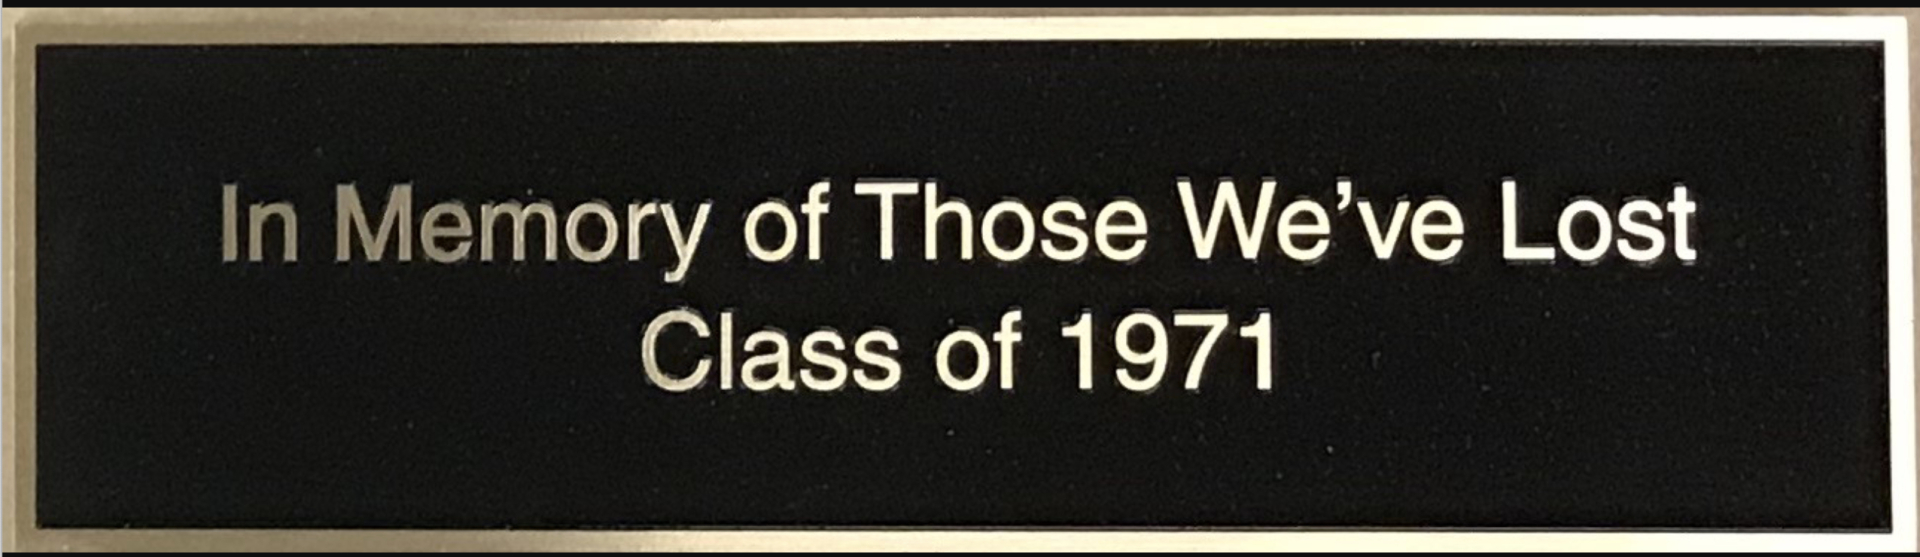 In Memory of Those We’ve Lost
Class of 1971